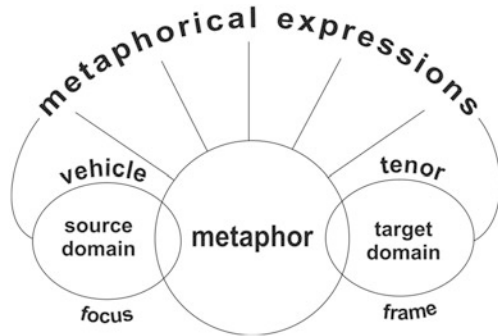 metaphorical expressions
vehicle
tenor
source
domain
metaphor
target
domain
focus
frame